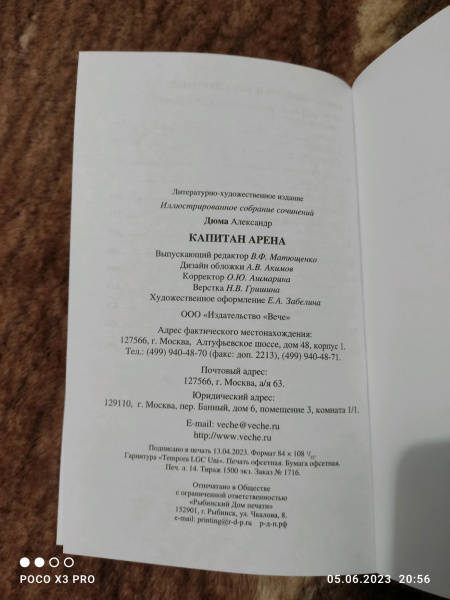 Литературно-художественное издание
Иллюстрированное собрание сочинений
Дюма Александр
КАПИТАН АРЕНА
Выпускающий редактор В.Ф. Матющенко
Дизайн обложки А.В. Акимов
Корректор О.Ю. Ашмарина
Верстка Н.В. Гришина
Художественное оформление Е.А. Забелина
ООО «Издательство «Вече»
Адрес фактического местонахождения:
127566, г. Москва, Алтуфьевское шоссе, дом 48, корпус 1.
Тел.: (499) 940-48-70 (факс: доп. 2213), (499) 940-48-71.
Почтовый адрес:
127566, г. Москва, а/я 63.
Юридический адрес:
129110, г. Москва, пер. Банный, дом 6, помещение 3, комната 1/1.
E-mail: veche@veche.ru
http://www.veche.ru
Подписано в печать 13.04.2023. Формат 84 × 108 1/32.
Гарнитура «Tempora LGC Uni». Печать офсетная. Бумага офсетная.
Печ. л. 14. Тираж 1500 экз. Заказ № 1716.
Отпечатано в Обществе
с ограниченной ответственностью
«Рыбинский Дом печати»
152901, г. Рыбинск, ул. Чкалова, 8.
e-mail: printing@r-d-p.ru р-д-п.рф
POCO X3 PRO
05.06.2023 20:56